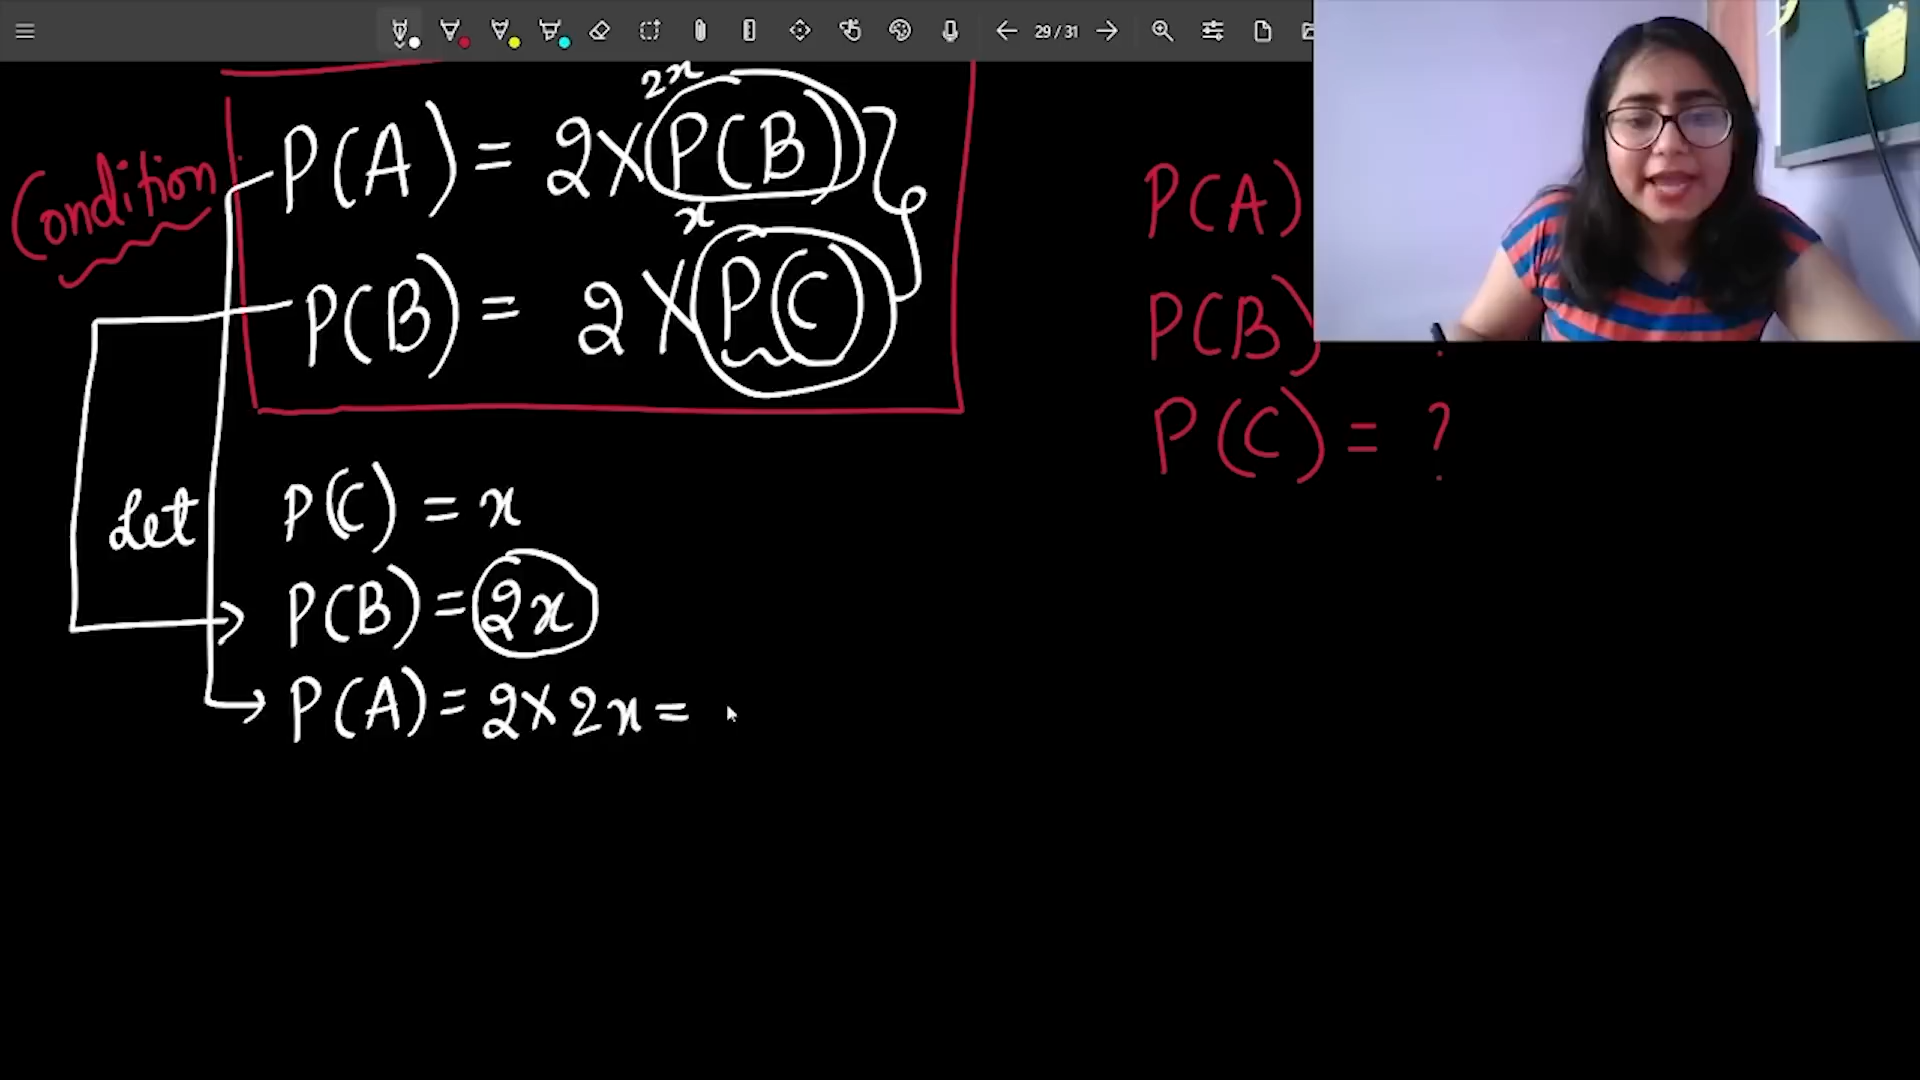 29 / 31
2x
P(A) = 2×P(B)
Condition
x
P(B) = 2×P(C)
Let P(C) = x
P(B) = 2x
P(A) = 2×2x =
P(A)
P(B) ?
P(C) = ?